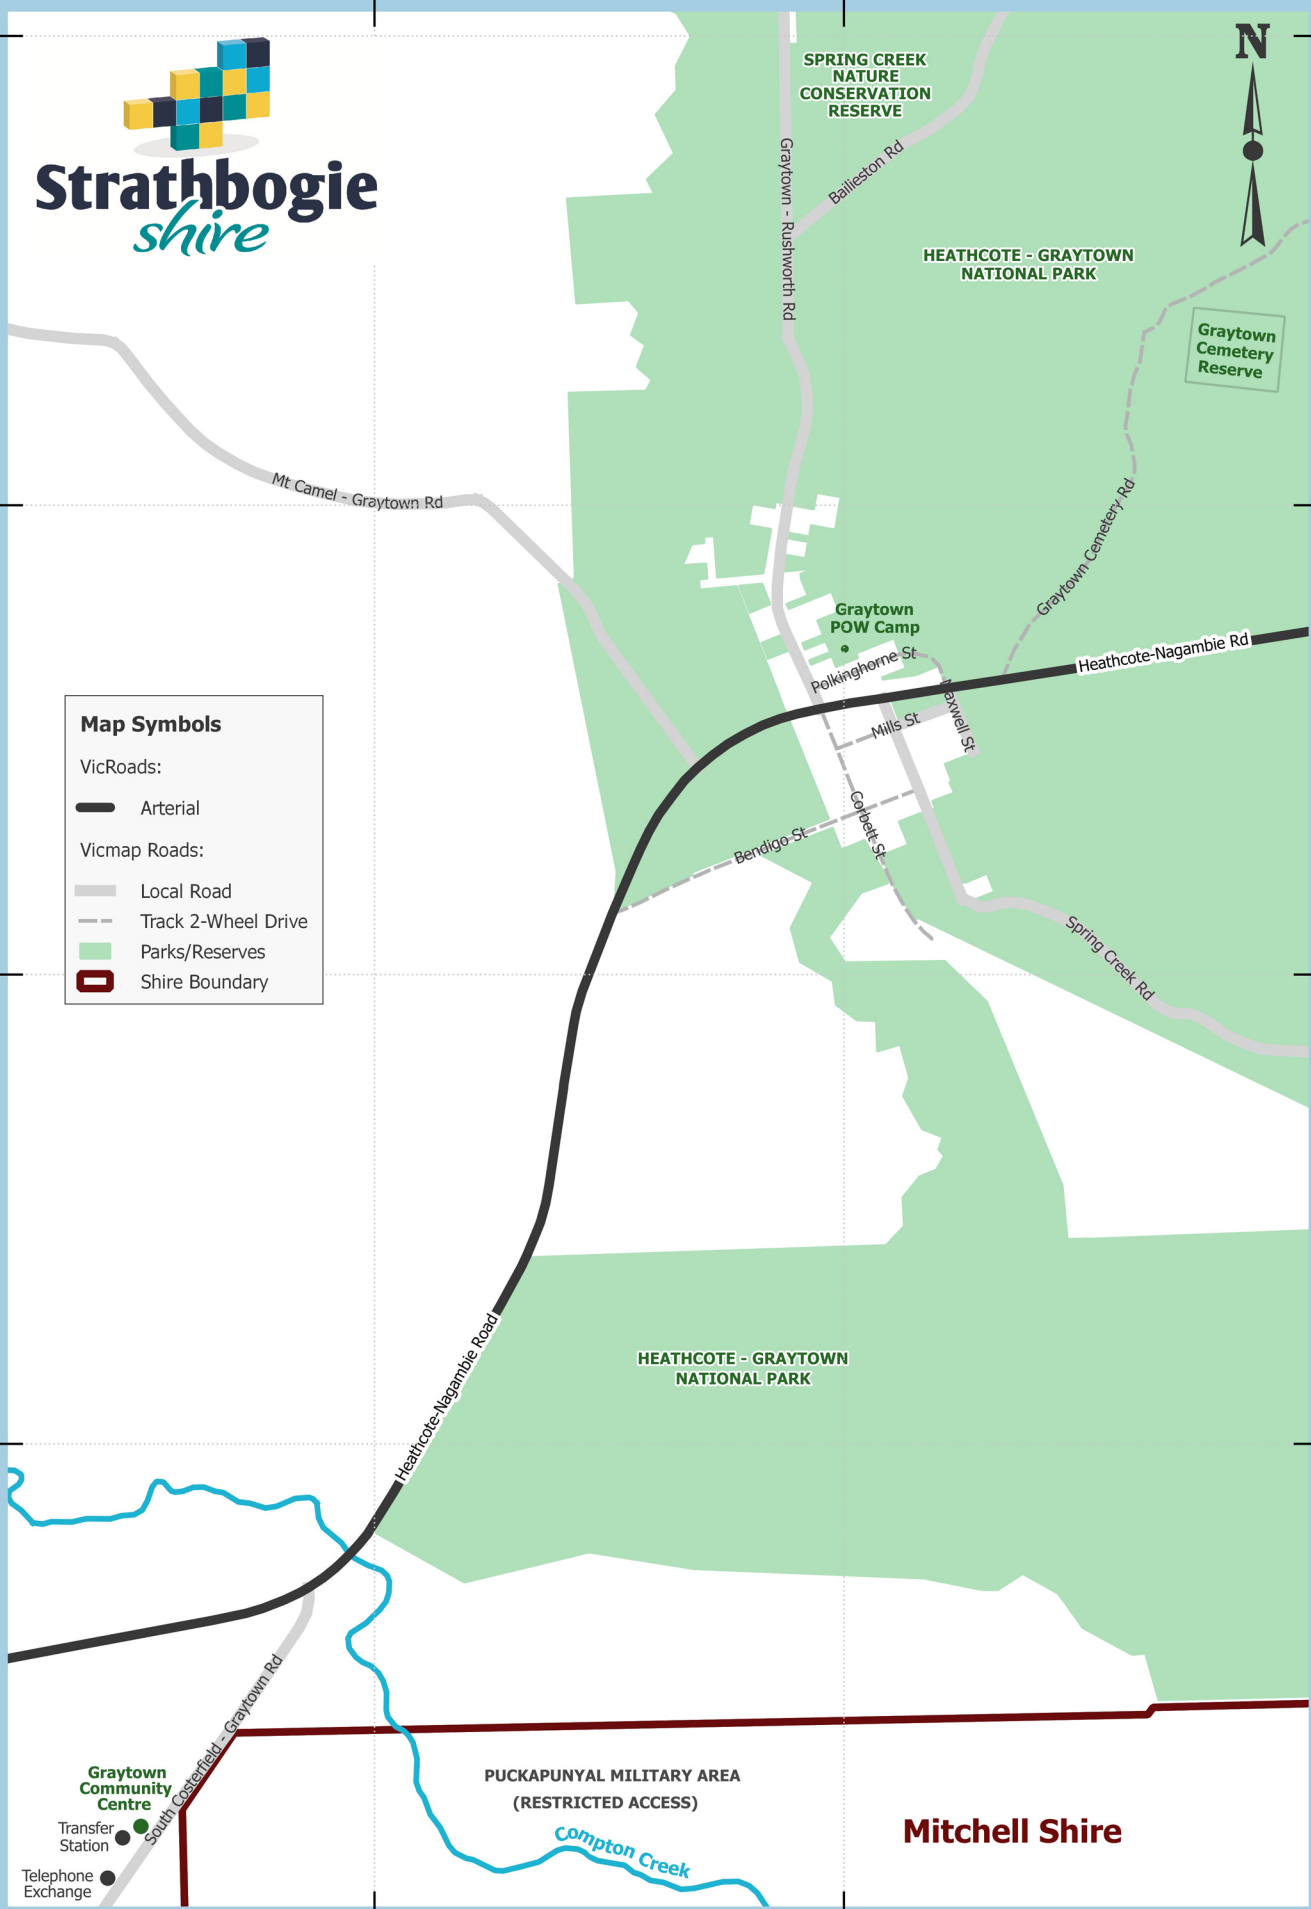 Strathbogie
shire
SPRING CREEK
NATURE
CONSERVATION
RESERVE
N
Graytown - Rushworth Rd
Bailieston Rd
HEATHCOTE - GRAYTOWN
NATIONAL PARK
Graytown
Cemetery
Reserve
Mt Camel - Graytown Rd
Graytown Cemetery Rd
Graytown
POW Camp
Polkinghorne St
Heathcote-Nagambie Rd
Maxwell St
Mills St
Corbett St
Bendigo St
Spring Creek Rd
Map Symbols
VicRoads:
Arterial
Vicmap Roads:
Local Road
Track 2-Wheel Drive
Parks/Reserves
Shire Boundary
HEATHCOTE - GRAYTOWN
NATIONAL PARK
Heathcote-Nagambie Road
South Costerfield - Graytown Rd
Graytown
Community
Centre
Transfer
Station
Telephone
Exchange
PUCKAPUNYAL MILITARY AREA
(RESTRICTED ACCESS)
Compton Creek
Mitchell Shire